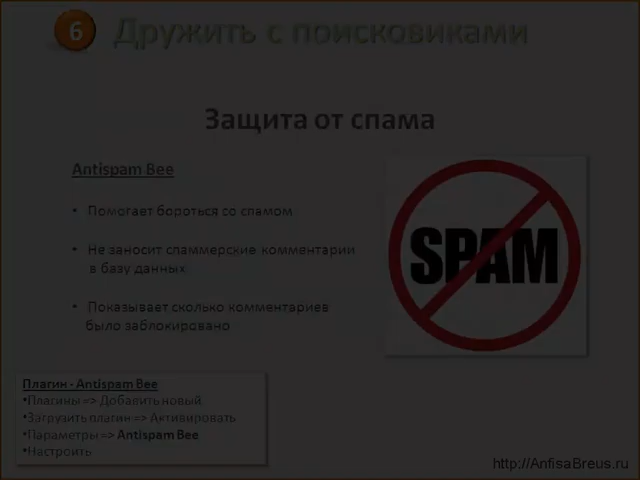 6 Дружить с поисковиками
Защита от спама
Antispam Bee
• Помогает бороться со спамом
• Не заносит спаммерские комментарии
в базу данных
• Показывает сколько комментариев
было заблокировано
SPAM
Плагин - Antispam Bee
•Плагины => Добавить новый
•Загрузить плагин => Активировать
•Параметры => Antispam Bee
•Настроить
http://AnfisaBreus.ru